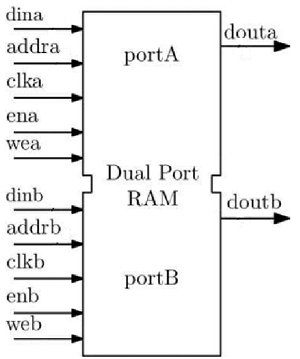 dina
addra
clka
ena
wea
dinb
addrb
clkb
enb
web
portA
Dual Port
RAM
portB
douta
doutb